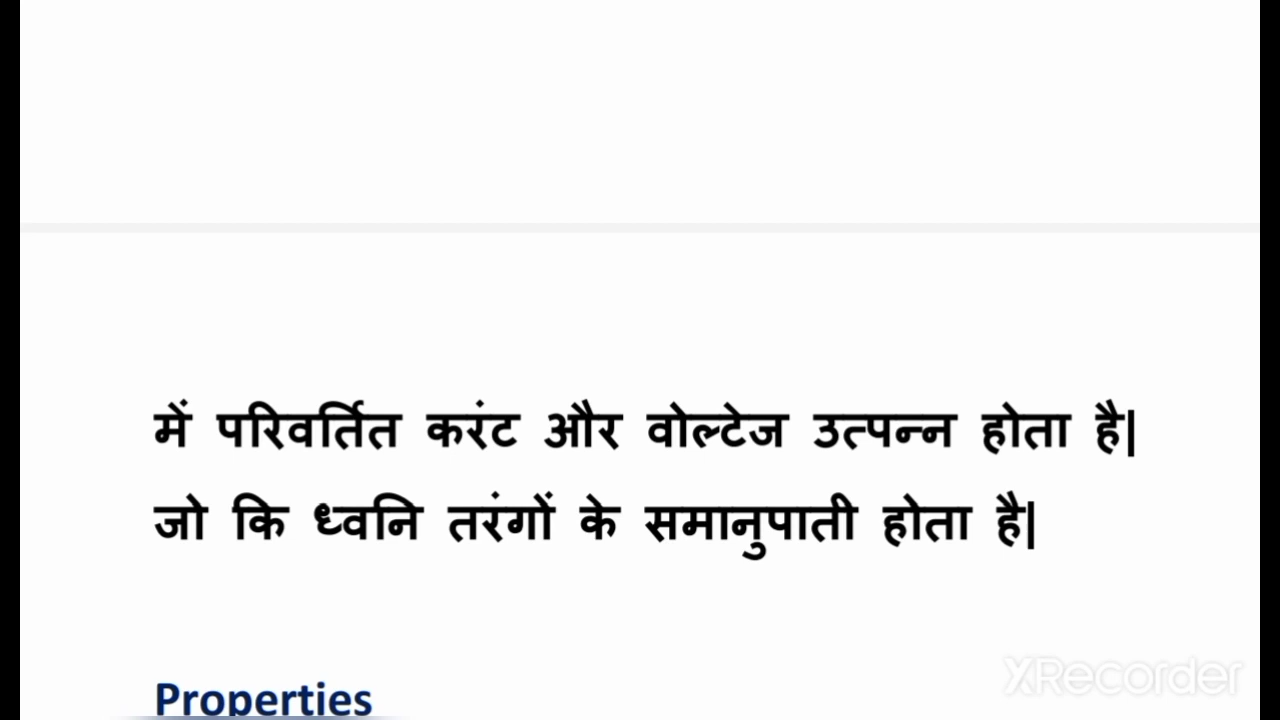 में परिवर्तित करंट और वोल्टेज उत्पन्न होता है|
जो कि ध्वनि तरंगों के समानुपाती होता है|
Properties
XRecorder